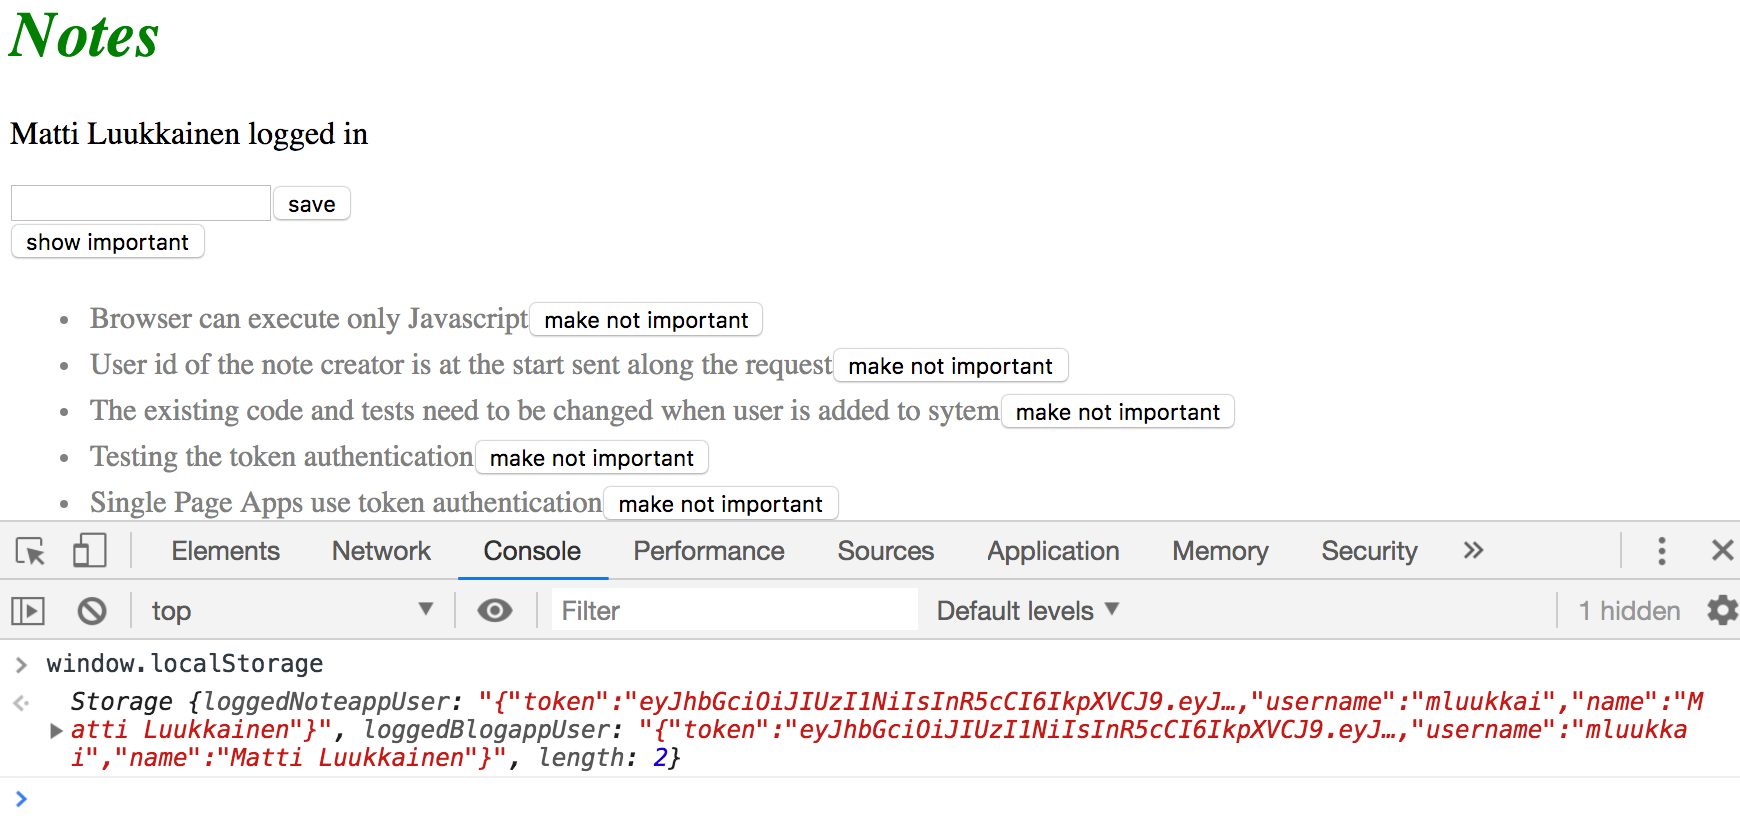 Notes
Matti Luukkainen logged in
save
show important
Browser can execute only Javascript make not important
User id of the note creator is at the start sent along the request make not important
The existing code and tests need to be changed when user is added to sytem make not important
Testing the token authentication make not important
Single Page Apps use token authentication make not important
Elements Network Console Performance Sources Application Memory Security »
top Filter Default levels 1 hidden
window.localStorage
Storage {loggedNoteappUser: "{"token":"eyJhbGciOiJIUzI1NiIsInR5cCI6IkpXVCJ9.eyJ…,"username":"mluukkai","name":"M
atti Luukkainen"}", loggedBlogappUser: "{"token":"eyJhbGciOiJIUzI1NiIsInR5cCI6IkpXVCJ9.eyJ…,"username":"mluukka
i","name":"Matti Luukkainen"}", length: 2}